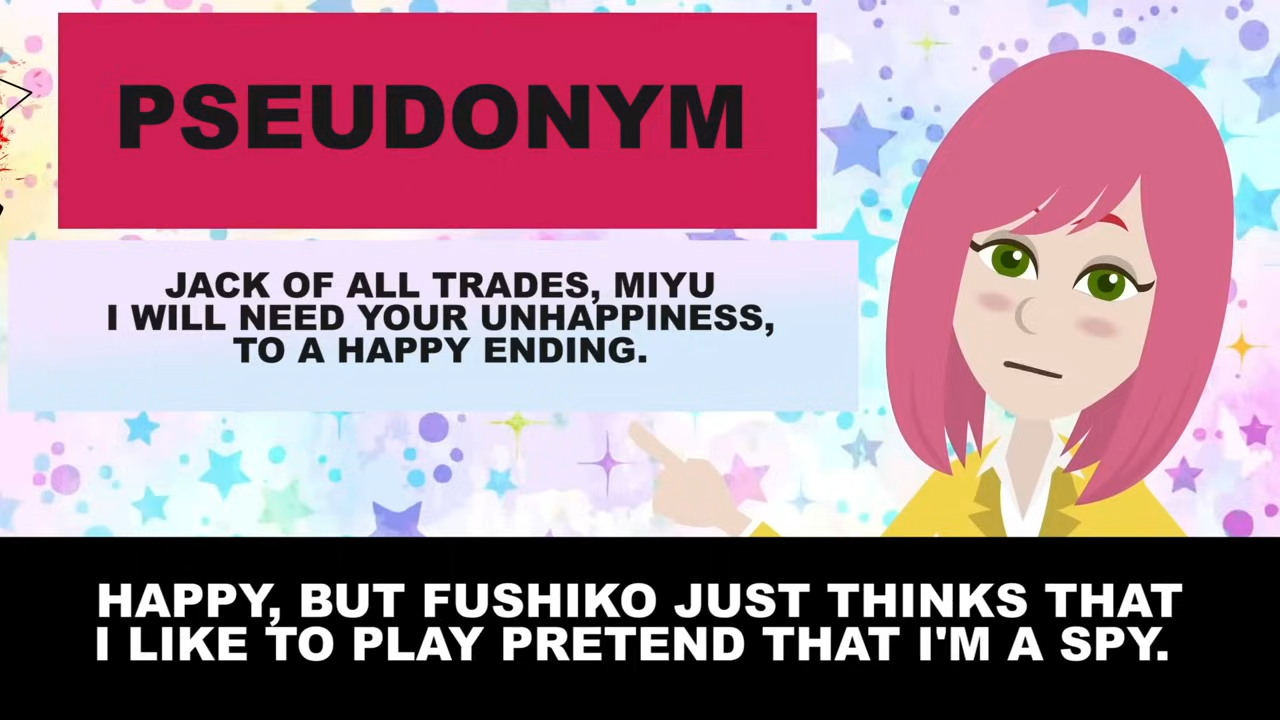 PSEUDONYM
JACK OF ALL TRADES, MIYU
I WILL NEED YOUR UNHAPPINESS,
TO A HAPPY ENDING.
HAPPY, BUT FUSHIKO JUST THINKS THAT
I LIKE TO PLAY PRETEND THAT I'M A SPY.